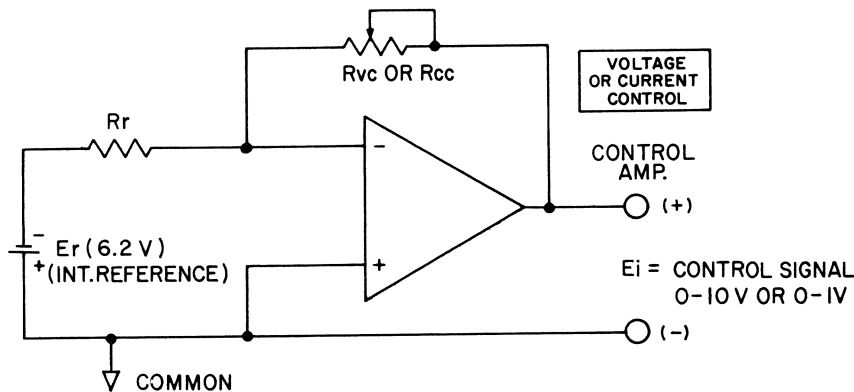 Rvc OR Rcc
VOLTAGE
OR CURRENT
CONTROL
Rr
−
CONTROL
AMP.
(+)
−
Er (6.2 V)
+
(INT. REFERENCE)
+
Ei = CONTROL SIGNAL
0-10 V OR 0-1V
(-)
COMMON